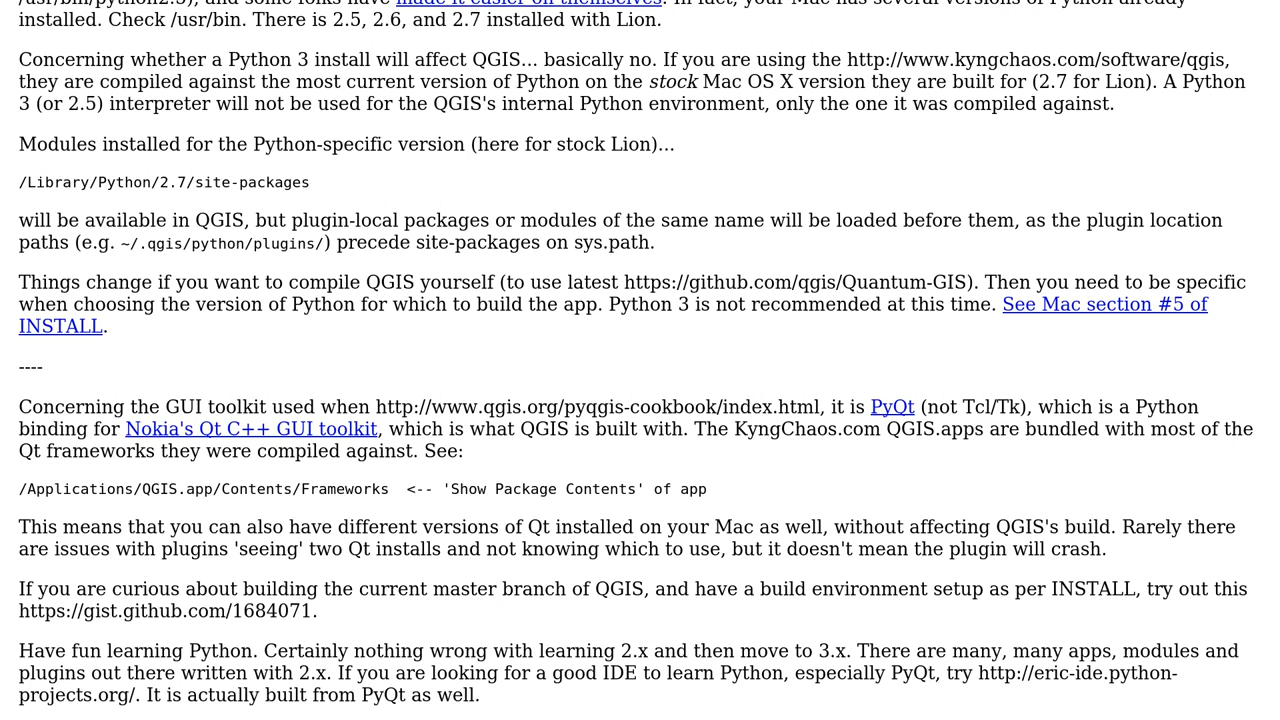 installed. Check /usr/bin. There is 2.5, 2.6, and 2.7 installed with Lion.
Concerning whether a Python 3 install will affect QGIS... basically no. If you are using the http://www.kyngchaos.com/software/qgis,
they are compiled against the most current version of Python on the stock Mac OS X version they are built for (2.7 for Lion). A Python
3 (or 2.5) interpreter will not be used for the QGIS's internal Python environment, only the one it was compiled against.
Modules installed for the Python-specific version (here for stock Lion)...
/Library/Python/2.7/site-packages
will be available in QGIS, but plugin-local packages or modules of the same name will be loaded before them, as the plugin location
paths (e.g. ~/.qgis/python/plugins/) precede site-packages on sys.path.
Things change if you want to compile QGIS yourself (to use latest https://github.com/qgis/Quantum-GIS). Then you need to be specific
when choosing the version of Python for which to build the app. Python 3 is not recommended at this time. See Mac section #5 of
INSTALL.
----
Concerning the GUI toolkit used when http://www.qgis.org/pyqgis-cookbook/index.html, it is PyQt (not Tcl/Tk), which is a Python
binding for Nokia's Qt C++ GUI toolkit, which is what QGIS is built with. The KyngChaos.com QGIS.apps are bundled with most of the
Qt frameworks they were compiled against. See:
/Applications/QGIS.app/Contents/Frameworks  <-- 'Show Package Contents' of app
This means that you can also have different versions of Qt installed on your Mac as well, without affecting QGIS's build. Rarely there
are issues with plugins 'seeing' two Qt installs and not knowing which to use, but it doesn't mean the plugin will crash.
If you are curious about building the current master branch of QGIS, and have a build environment setup as per INSTALL, try out this
https://gist.github.com/1684071.
Have fun learning Python. Certainly nothing wrong with learning 2.x and then move to 3.x. There are many, many apps, modules and
plugins out there written with 2.x. If you are looking for a good IDE to learn Python, especially PyQt, try http://eric-ide.python-
projects.org/. It is actually built from PyQt as well.